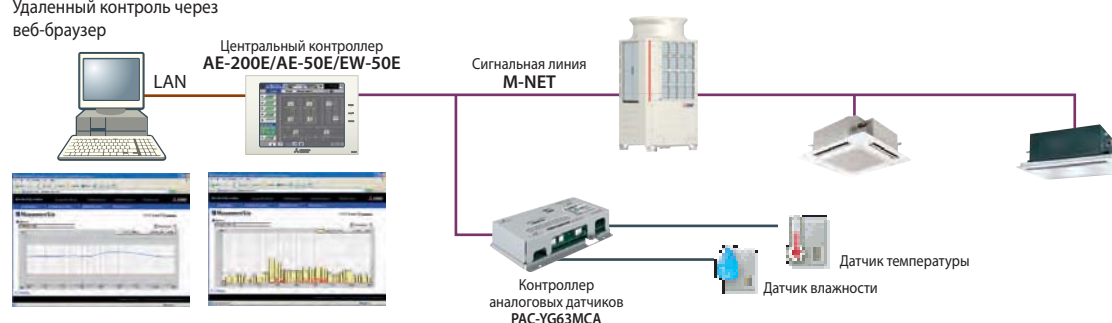 Удаленный контроль через
веб-браузер
Центральный контроллер
AE-200E/AE-50E/EW-50E
LAN
Сигнальная линия
M-NET
Контроллер
аналоговых датчиков
PAC-YG63MCA
Датчик температуры
Датчик влажности